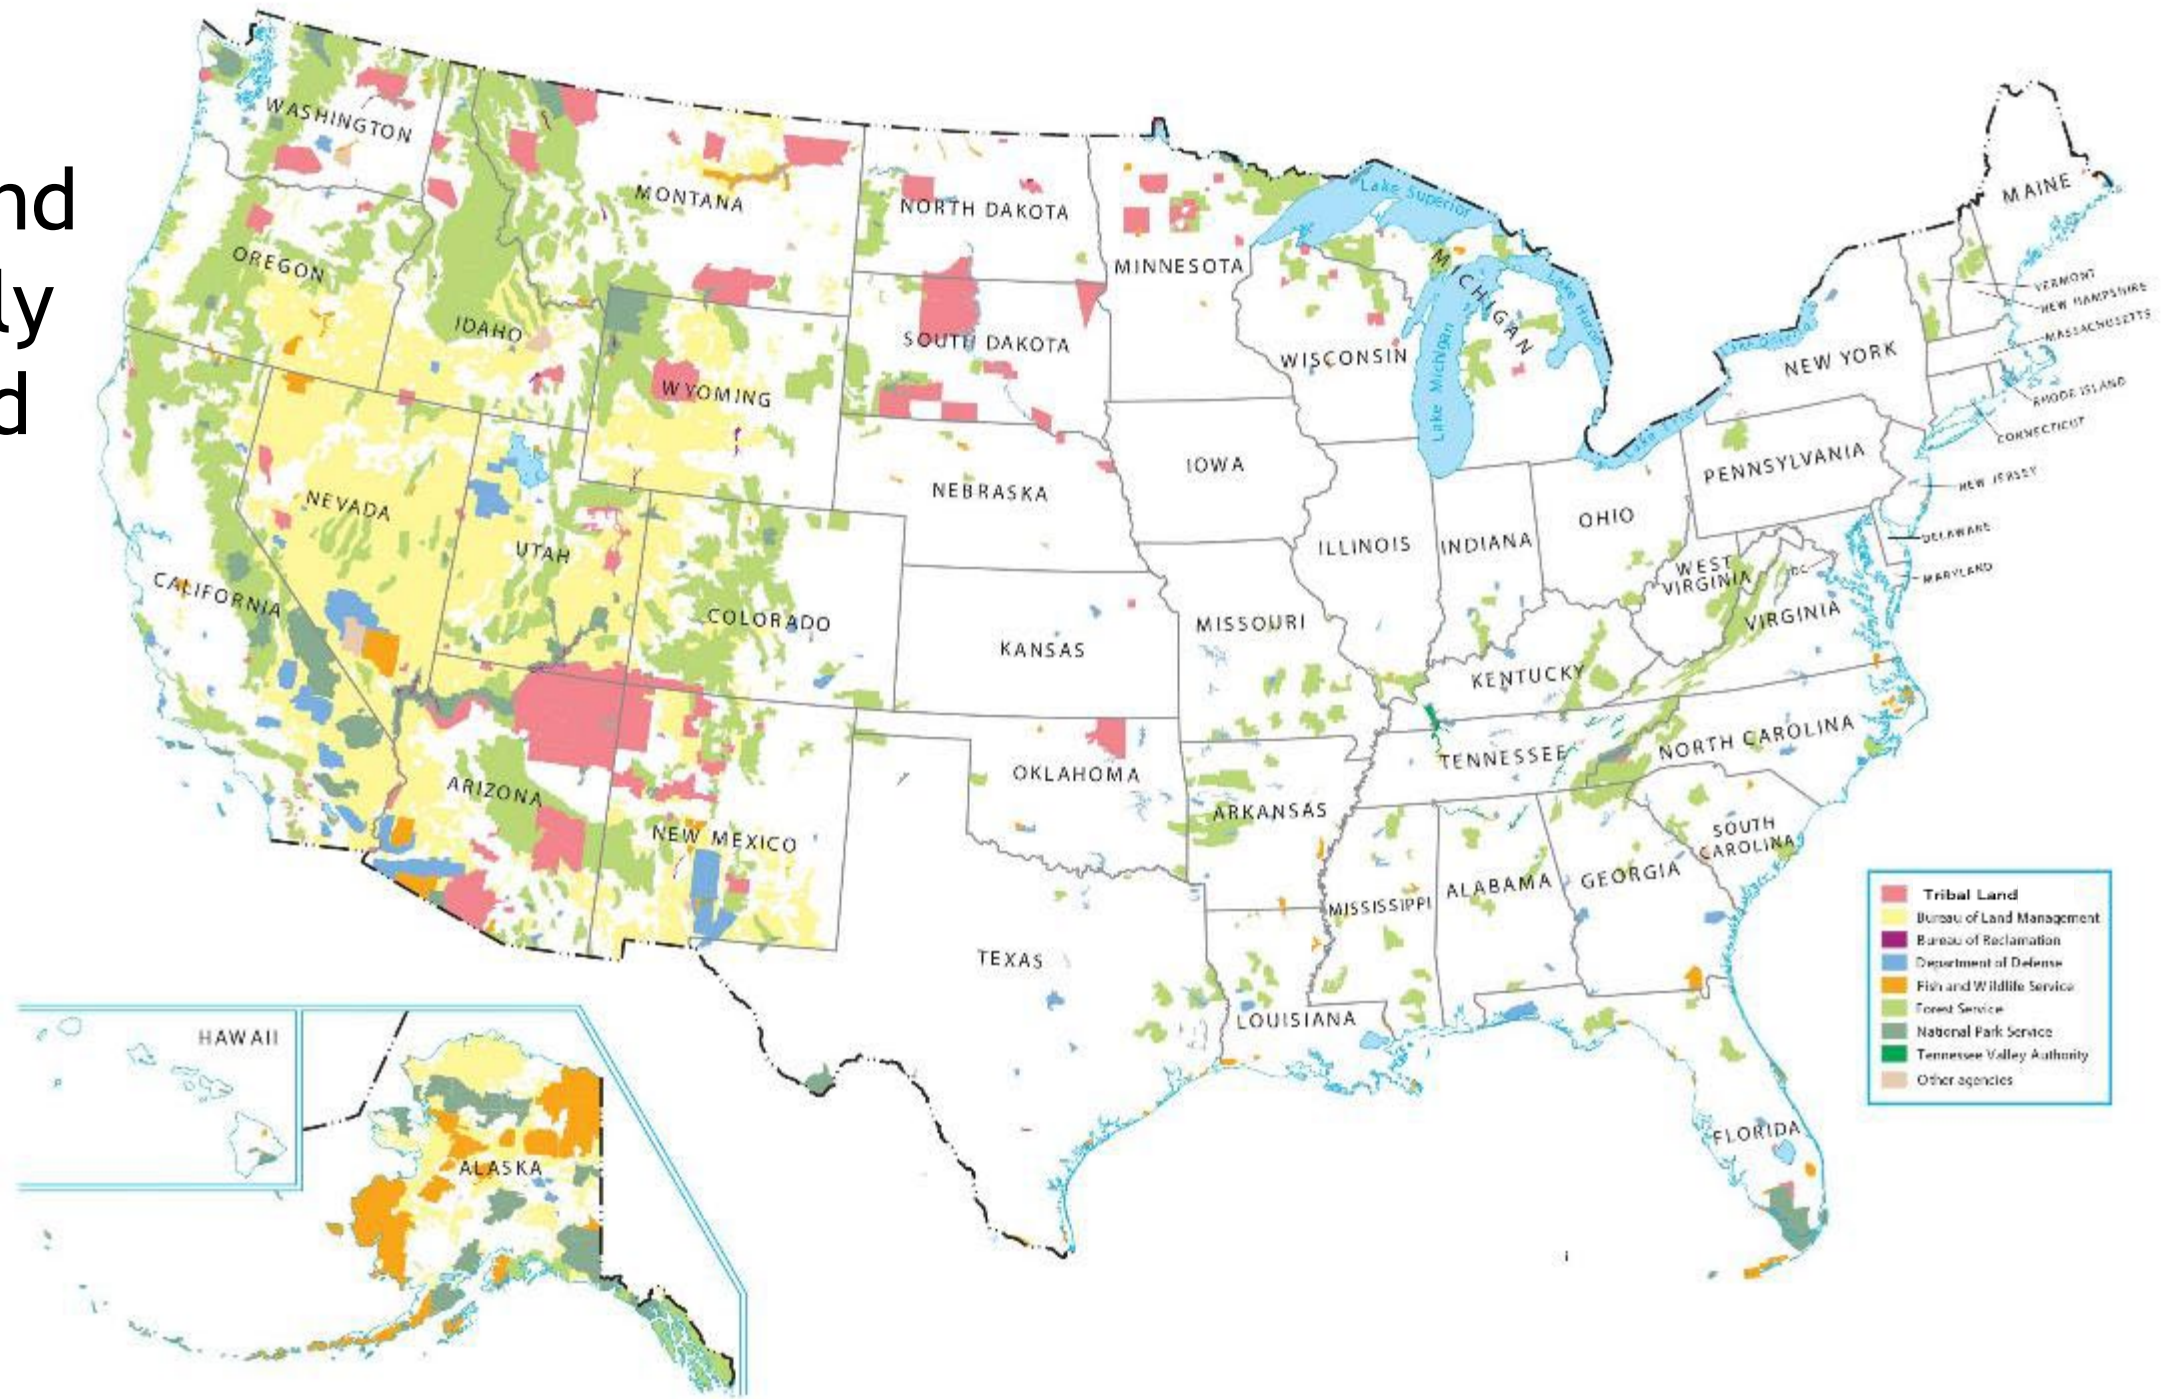 nd
ly
d
WASHINGTON
OREGON
IDAHO
MONTANA
WYOMING
NORTH DAKOTA
SOUTH DAKOTA
NEBRASKA
KANSAS
OKLAHOMA
TEXAS
NEVADA
UTAH
CALIFORNIA
COLORADO
ARIZONA
NEW MEXICO
MINNESOTA
IOWA
MISSOURI
ARKANSAS
LOUISIANA
WISCONSIN
MICHIGAN
Lake Superior
Lake Michigan
Lake Huron
ILLINOIS
INDIANA
OHIO
KENTUCKY
TENNESSEE
MISSISSIPPI
ALABAMA
GEORGIA
FLORIDA
SOUTH
CAROLINA
NORTH CAROLINA
VIRGINIA
WEST
VIRGINIA
DC
PENNSYLVANIA
NEW YORK
MAINE
VERMONT
NEW HAMPSHIRE
MASSACHUSETTS
RHODE ISLAND
CONNECTICUT
NEW JERSEY
DELAWARE
MARYLAND
HAWAII
ALASKA
Tribal Land
Bureau of Land Management
Bureau of Reclamation
Department of Defense
Fish and Wildlife Service
Forest Service
National Park Service
Tennessee Valley Authority
Other agencies